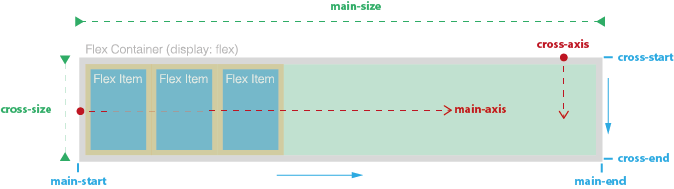 main-size
cross-axis
Flex Container (display: flex)
cross-start
Flex Item Flex Item Flex Item
cross-size
main-axis
cross-end
main-start
main-end